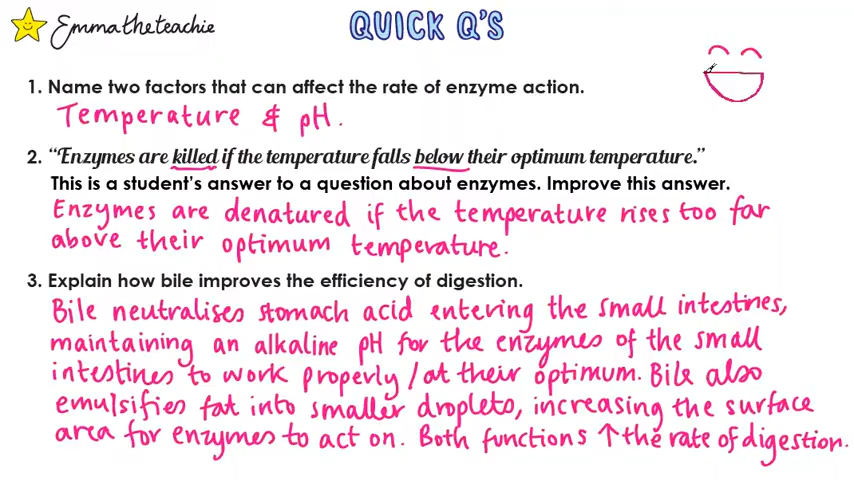 Emmatheteachie
QUICK Q'S
1. Name two factors that can affect the rate of enzyme action.
Temperature & pH.
2. "Enzymes are killed if the temperature falls below their optimum temperature."
This is a student's answer to a question about enzymes. Improve this answer.
Enzymes are denatured if the temperature rises too far
above their optimum temperature.
3. Explain how bile improves the efficiency of digestion.
Bile neutralises stomach acid entering the small intestines,
maintaining an alkaline pH for the enzymes of the small
intestines to work properly/at their optimum. Bile also
emulsifies fat into smaller droplets, increasing the surface
area for enzymes to act on. Both functions ↑ the rate of digestion.